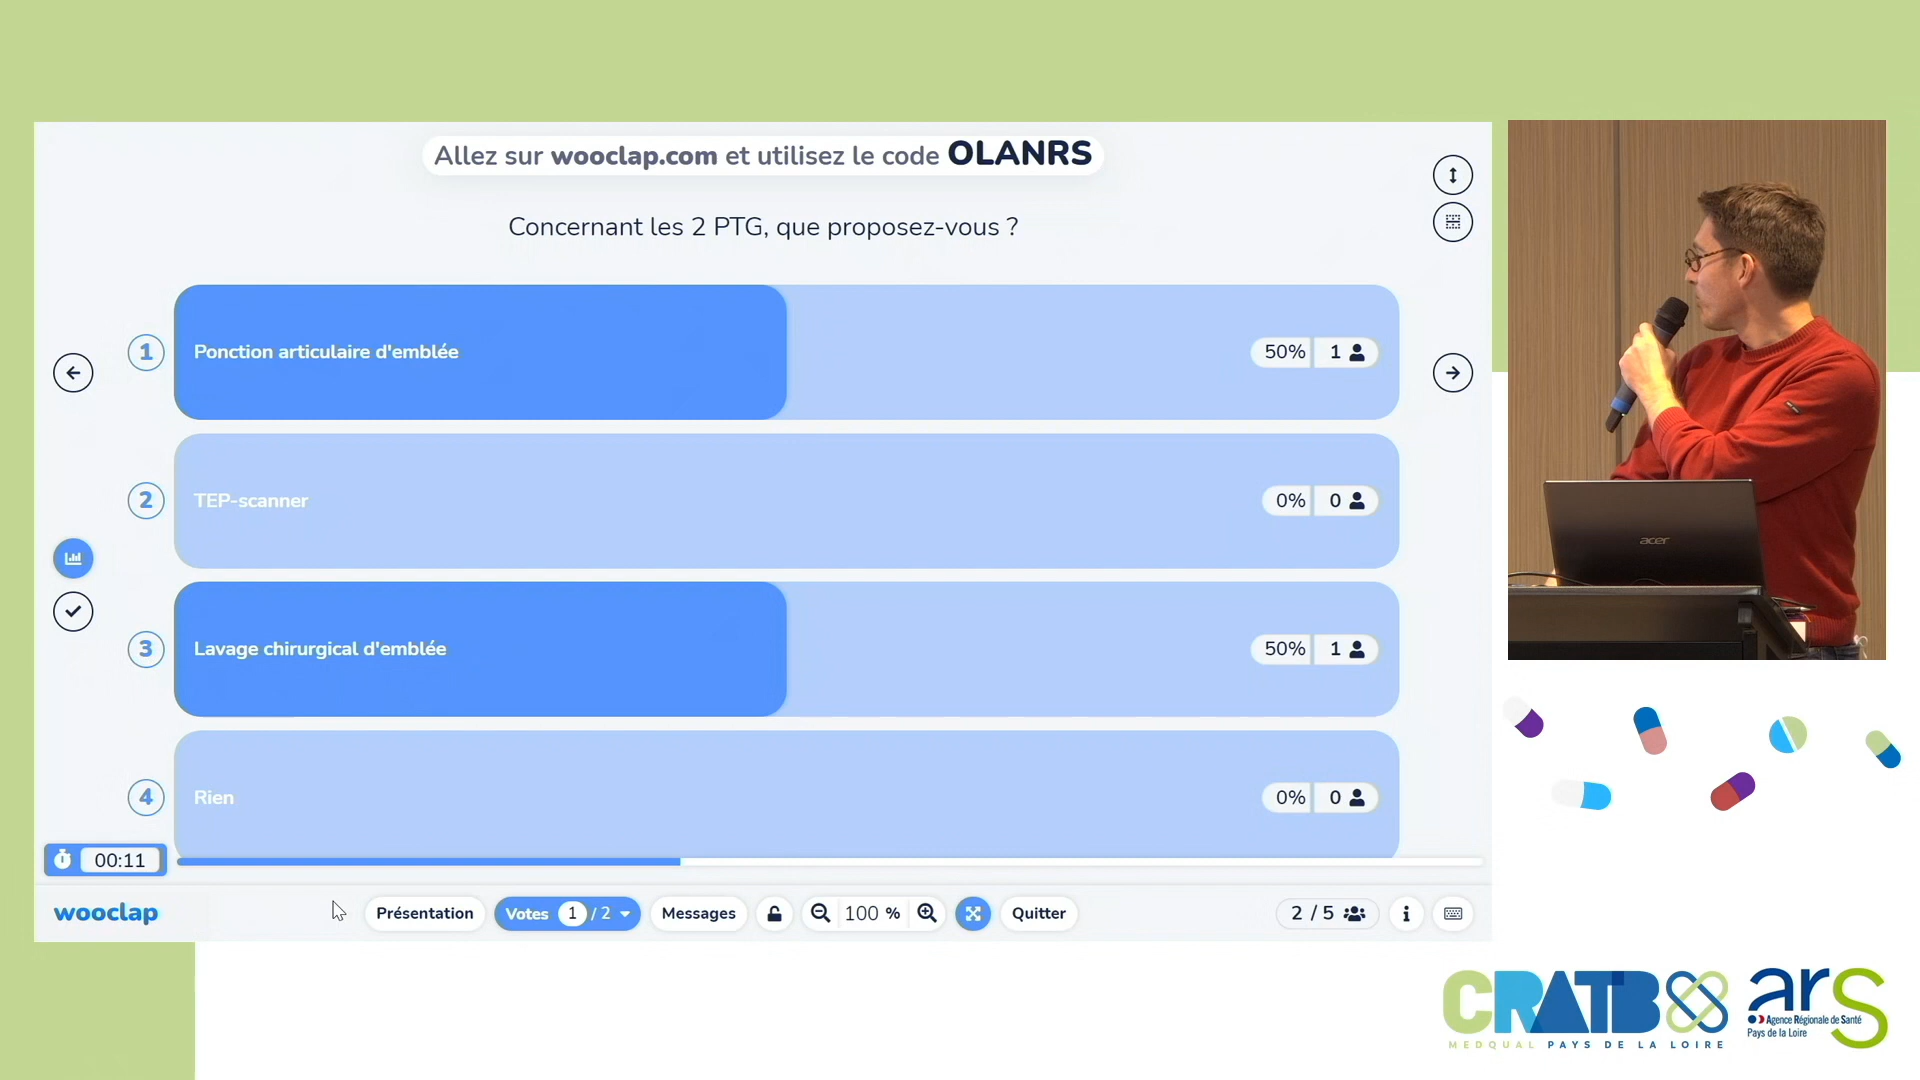 Allez sur wooclap.com et utilisez le code OLANRS
Concernant les 2 PTG, que proposez-vous ?
1 Ponction articulaire d'emblée 50% 1
2 TEP-scanner 0% 0
3 Lavage chirurgical d'emblée 50% 1
4 Rien 0% 0
00:11
wooclap Présentation Votes 1 / 2 Messages 100 % Quitter 2 / 5 i
acer
CRATB
MEDQUAL PAYS DE LA LOIRE
ars
Agence Régionale de Santé
Pays de la Loire